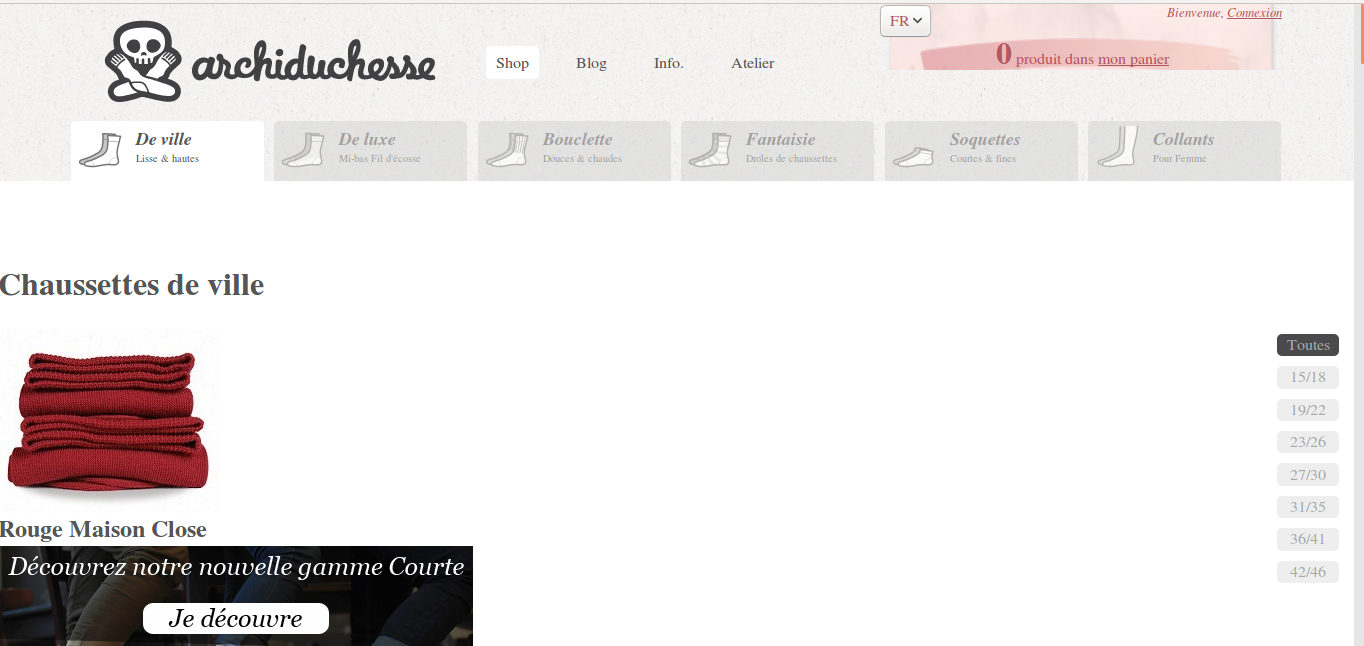 FR
Bienvenue, Connexion
0 produit dans mon panier
archiduchesse
Shop
Blog
Info.
Atelier
De ville
Lisse & hautes
De luxe
Mi-bas Fil d'écosse
Bouclette
Douces & chaudes
Fantaisie
Drôles de chaussettes
Soquettes
Courtes & fines
Collants
Pour Femme
Chaussettes de ville
Toutes
15/18
19/22
23/26
27/30
31/35
36/41
42/46
Rouge Maison Close
Découvrez notre nouvelle gamme Courte
Je découvre